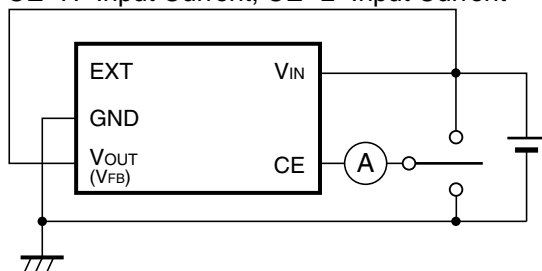 CE "H" Input Current, CE "L" Input Current
EXT VIN
GND
VOUT
(VFB) CE A